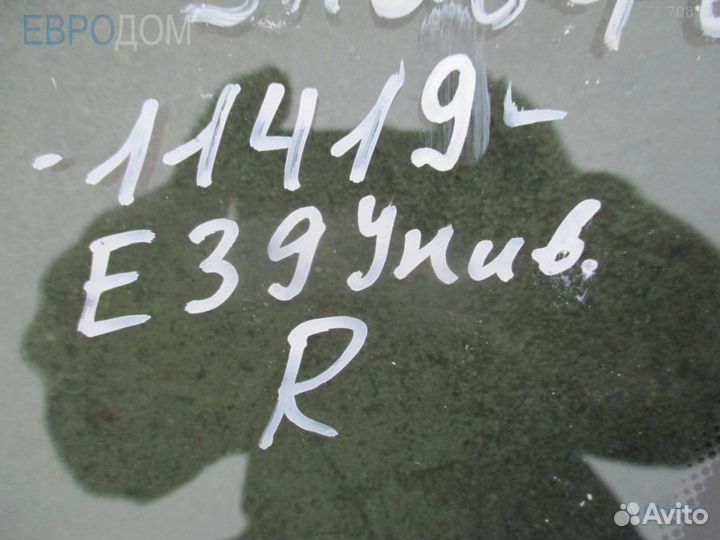 ЕВРОДОМ
-11419-
E39 Унив.
R
Avito